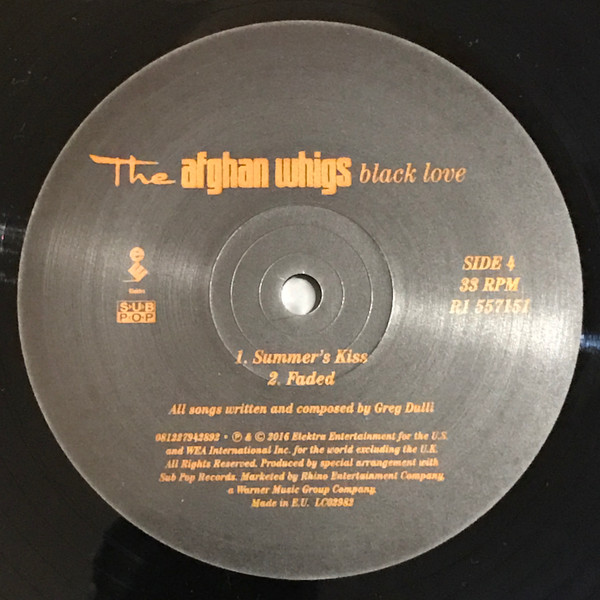 The afghan whigs black love
SIDE 4
33 RPM
R1 557151
Elektra
SUB
POP
1. Summer's Kiss
2. Faded
All songs written and composed by Greg Dulli
081227943892 • ℗ & © 2016 Elektra Entertainment for the U.S.
and WEA International Inc. for the world excluding the U.K.
All Rights Reserved. Produced by special arrangement with
Sub Pop Records. Marketed by Rhino Entertainment Company,
a Warner Music Group Company.
Made in E.U. LC03982